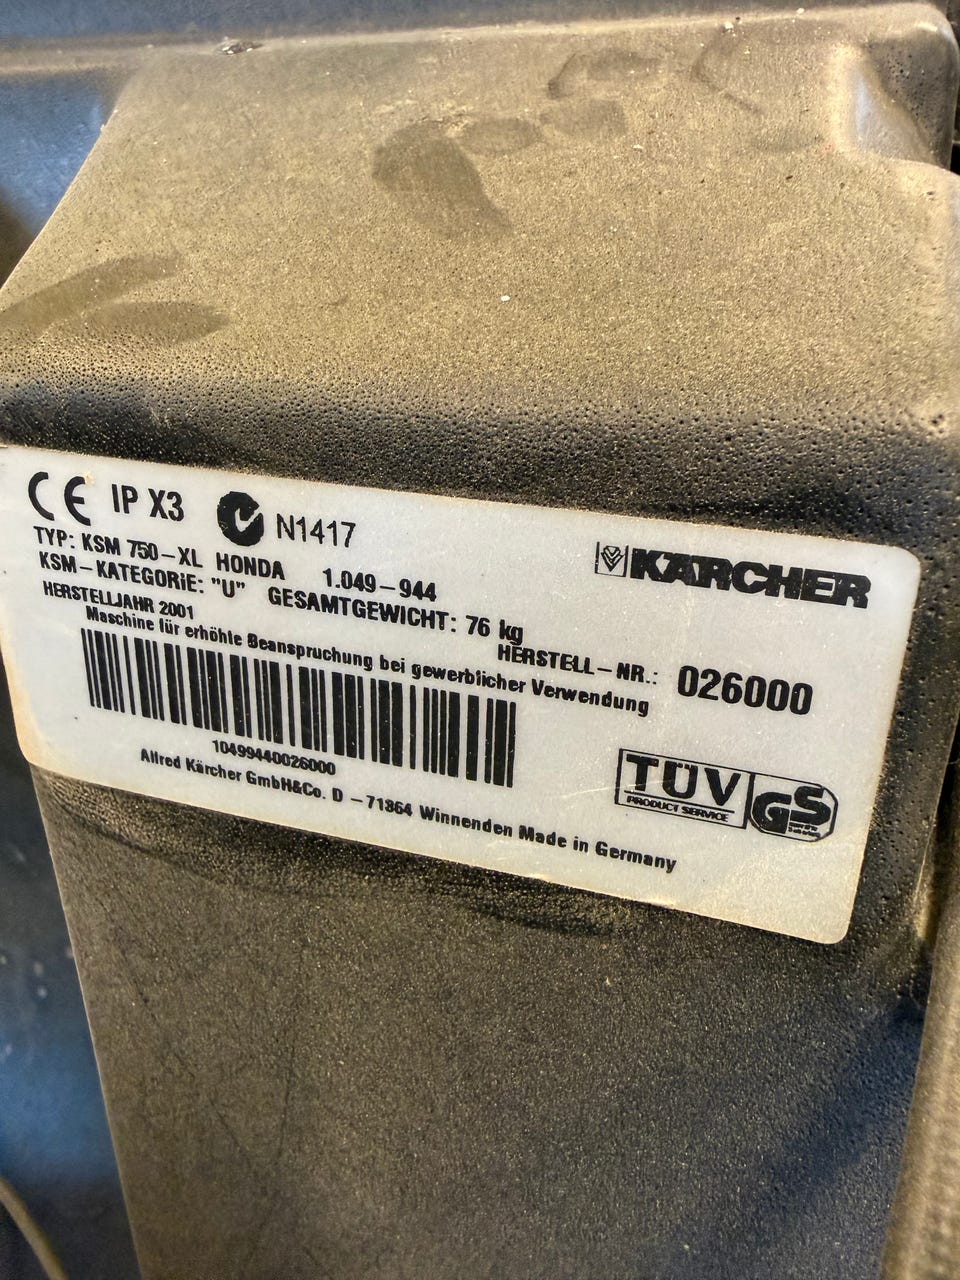 CE IP X3 N1417
KÄRCHER
TYP: KSM 750-XL HONDA 1.049-944
KSM-KATEGORIE: "U" GESAMTGEWICHT: 76 kg
HERSTELLJAHR 2001 HERSTELL-NR.: 026000
Maschine für erhöhte Beanspruchung bei gewerblicher Verwendung
10499440026000
Alfred Kärcher GmbH&Co. D -71364 Winnenden Made in Germany
TÜV
PRODUCT SERVICE
GS